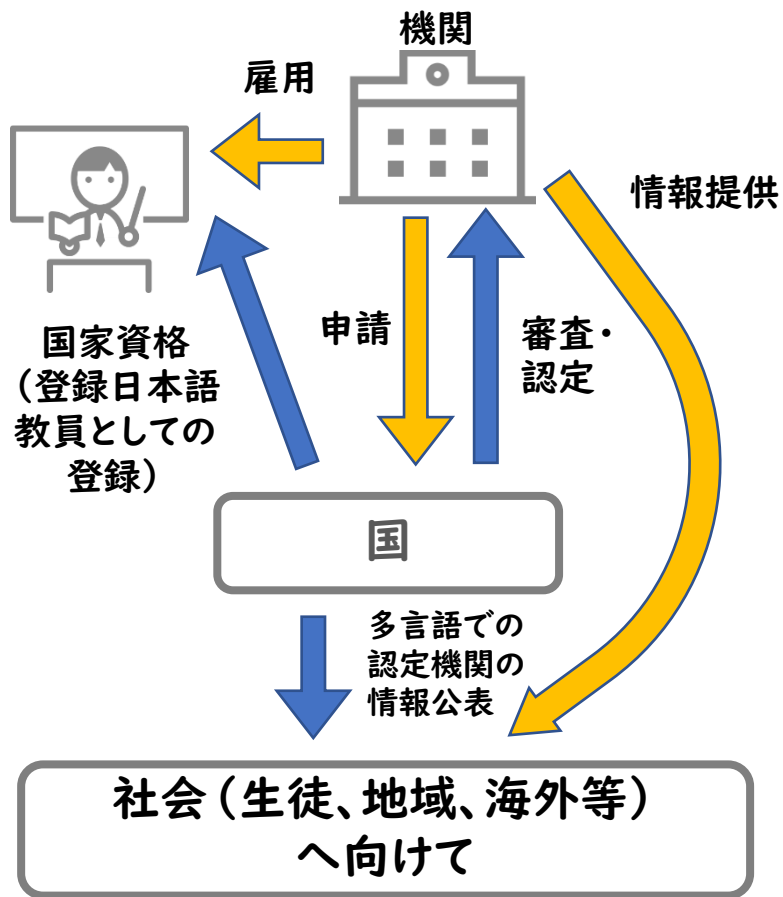 機関
雇用
情報提供
申請
審査・
認定
国家資格
(登録日本語
教員としての
登録)
国
多言語での
認定機関の
情報公表
社会(生徒、地域、海外等)
へ向けて